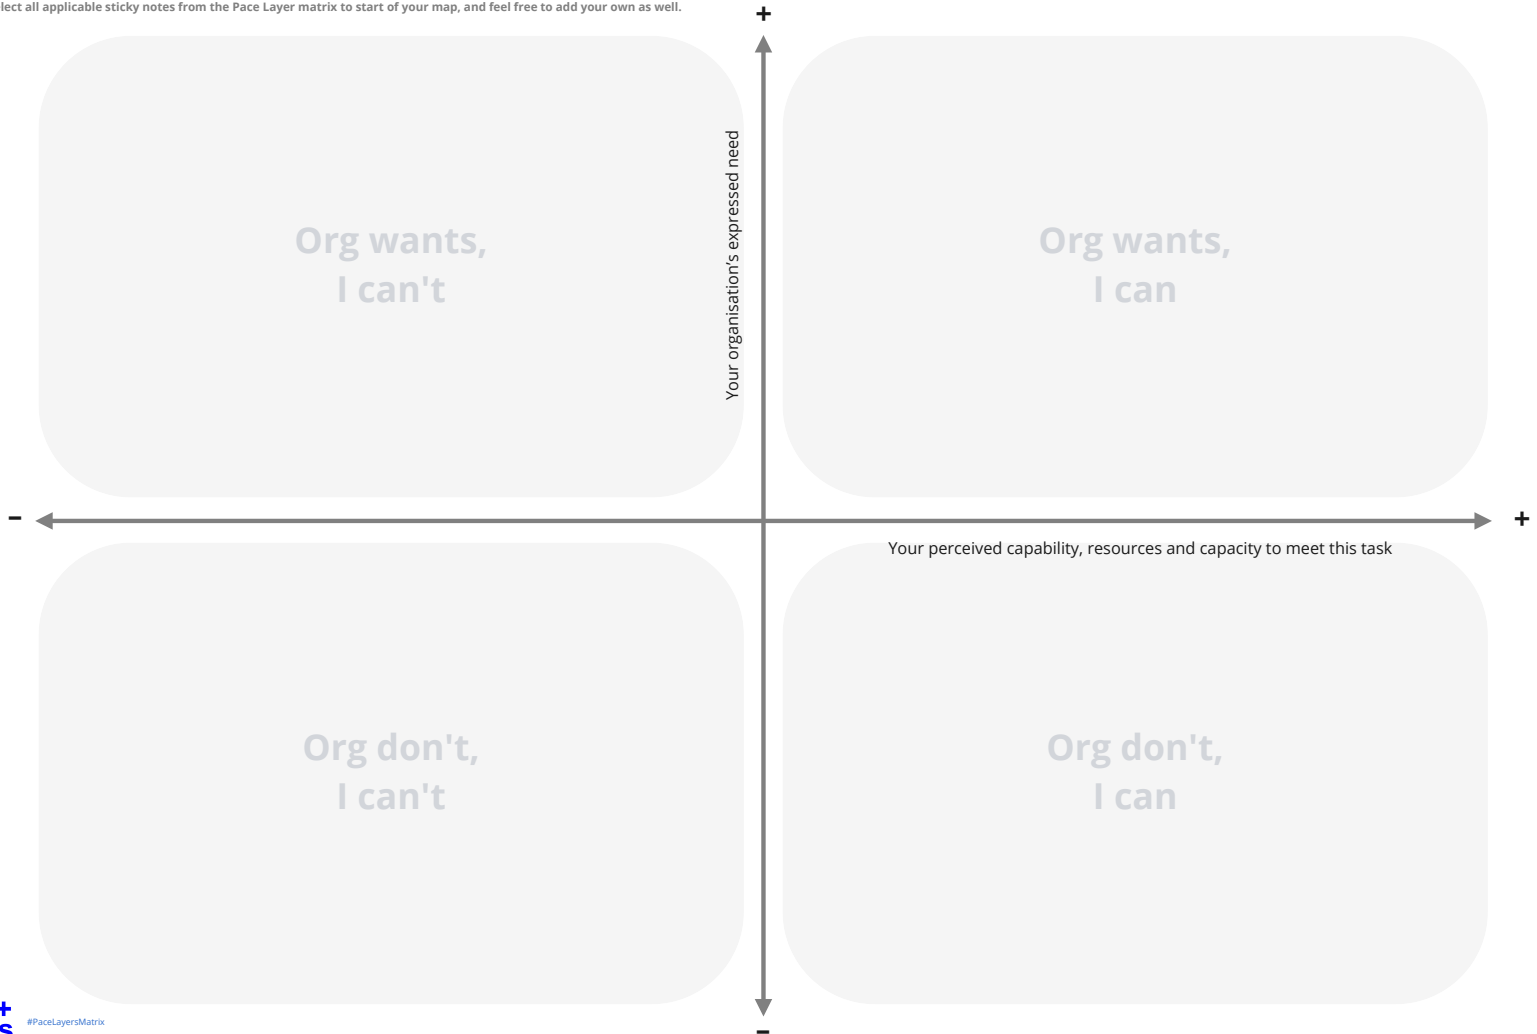 lect all applicable sticky notes from the Pace Layer matrix to start of your map, and feel free to add your own as well.
+
Your organisation's expressed need
Org wants,
I can't
Org wants,
I can
–
+
Your perceived capability, resources and capacity to meet this task
Org don't,
I can't
Org don't,
I can
+
s
#PaceLayersMatrix
–